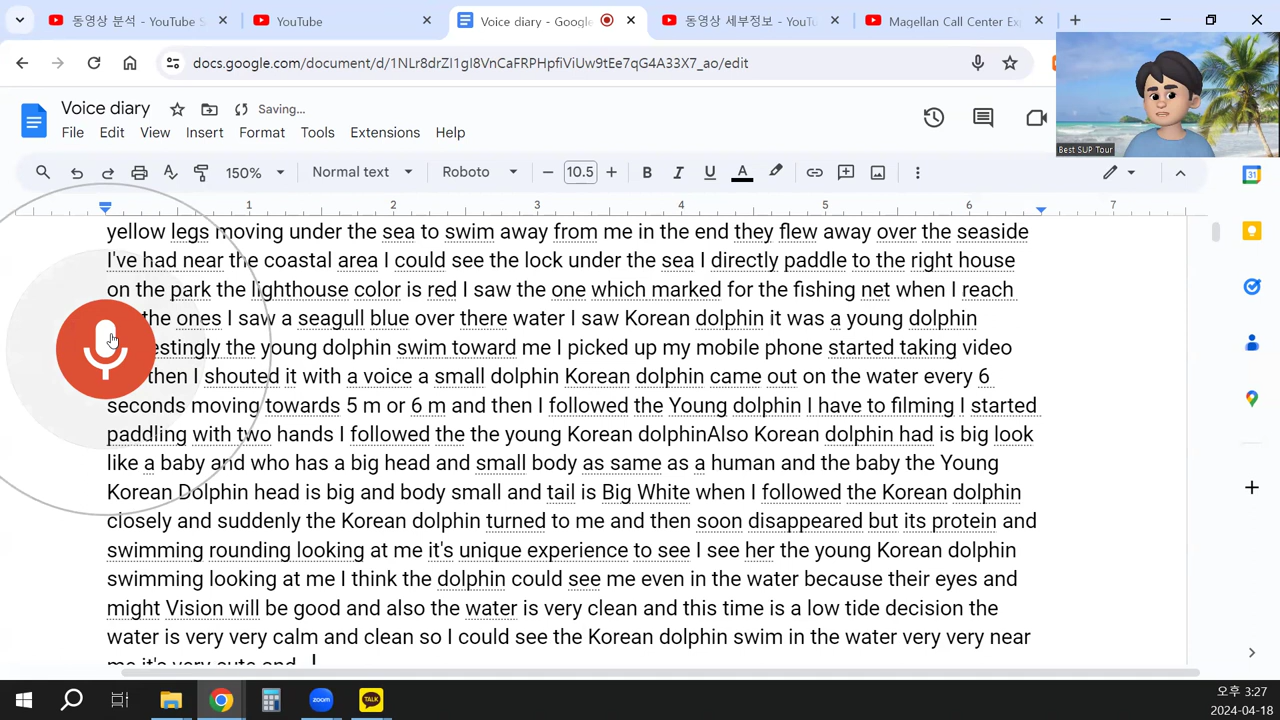 동영상 분석 - YouTube S
YouTube
Voice diary - Google
동영상 세부정보 - YouTu
Magellan Call Center Ex
docs.google.com/document/d/1NLr8drZI1gI8VnCaFRPHpfiViUw9tEe7qG4A33X7_ao/edit
Voice diary
Saving...
File Edit View Insert Format Tools Extensions Help
Best SUP Tour
150% Normal text Roboto 10.5 B I U A
31
1 2 3 4 5 6 7
yellow legs moving under the sea to swim away from me in the end they flew away over the seaside
I've had near the coastal area I could see the lock under the sea I directly paddle to the right house
on the park the lighthouse color is red I saw the one which marked for the fishing net when I reach
the ones I saw a seagull blue over there water I saw Korean dolphin it was a young dolphin
estingly the young dolphin swim toward me I picked up my mobile phone started taking video
then I shouted it with a voice a small dolphin Korean dolphin came out on the water every 6
seconds moving towards 5 m or 6 m and then I followed the Young dolphin I have to filming I started
paddling with two hands I followed the the young Korean dolphinAlso Korean dolphin had is big look
like a baby and who has a big head and small body as same as a human and the baby the Young
Korean Dolphin head is big and body small and tail is Big White when I followed the Korean dolphin
closely and suddenly the Korean dolphin turned to me and then soon disappeared but its protein and
swimming rounding looking at me it's unique experience to see I see her the young Korean dolphin
swimming looking at me I think the dolphin could see me even in the water because their eyes and
might Vision will be good and also the water is very clean and this time is a low tide decision the
water is very very calm and clean so I could see the Korean dolphin swim in the water very very near
me it's very cute and
zoom
TALK
오후 3:27
2024-04-18